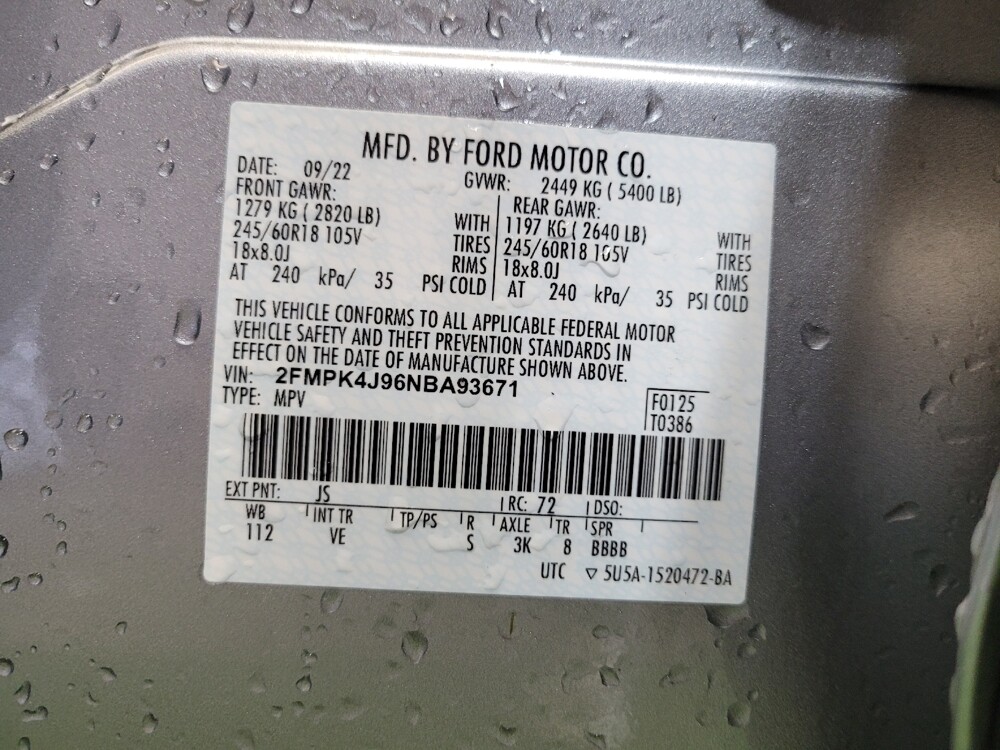 MFD. BY FORD MOTOR CO.
DATE: 09/22 GVWR: 2449 KG ( 5400 LB)
FRONT GAWR: REAR GAWR:
1279 KG ( 2820 LB) WITH 1197 KG ( 2640 LB) WITH
245/60R18 105V TIRES 245/60R18 105V TIRES
18x8.0J RIMS 18x8.0J RIMS
AT 240 kPa/ 35 PSI COLD AT 240 kPa/ 35 PSI COLD
THIS VEHICLE CONFORMS TO ALL APPLICABLE FEDERAL MOTOR
VEHICLE SAFETY AND THEFT PREVENTION STANDARDS IN
EFFECT ON THE DATE OF MANUFACTURE SHOWN ABOVE.
VIN: 2FMPK4J96NBA93671
TYPE: MPV
F0125
T0386
EXT PNT: JS RC: 72 DSO:
WB INT TR TP/PS R AXLE TR SPR
112 VE S 3K 8 BBBB
UTC ▽ 5U5A-1520472-BA